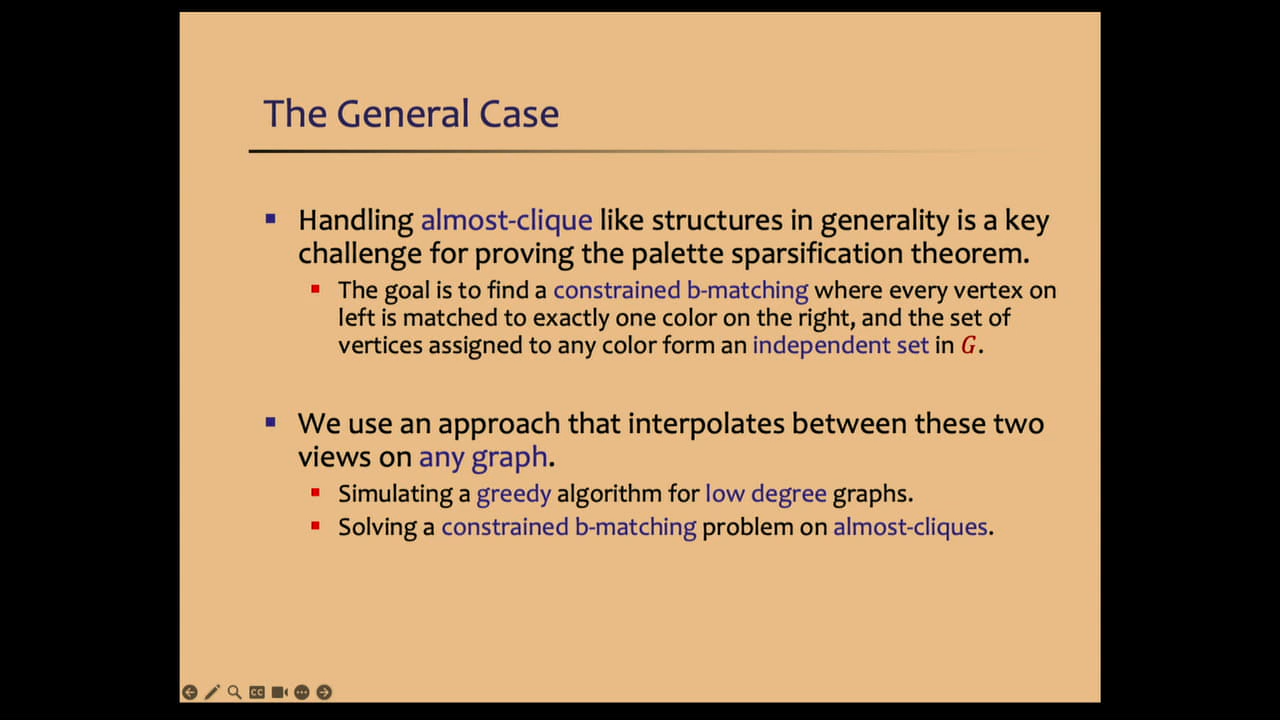 The General Case
Handling almost-clique like structures in generality is a key
challenge for proving the palette sparsification theorem.
The goal is to find a constrained b-matching where every vertex on
left is matched to exactly one color on the right, and the set of
vertices assigned to any color form an independent set in G.
We use an approach that interpolates between these two
views on any graph.
Simulating a greedy algorithm for low degree graphs.
Solving a constrained b-matching problem on almost-cliques.
CC